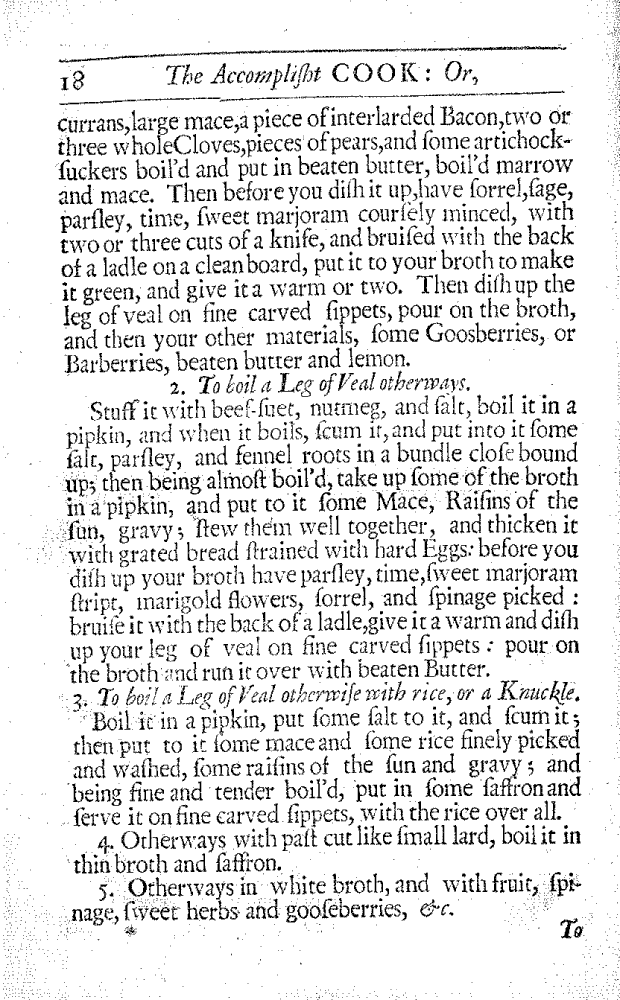 18 The Accompliſht COOK: Or,
currans,large mace,a piece of interlarded Bacon,two or
three wholeCloves,pieces of pears,and ſome artichock-
ſuckers boil'd and put in beaten butter, boil'd marrow
and mace. Then before you diſh it up,have ſorrel,ſage,
parſley, time, ſweet marjoram courſely minced, with
two or three cuts of a knife, and bruiſed with the back
of a ladle on a clean board, put it to your broth to make
it green, and give it a warm or two. Then diſh up the
leg of veal on fine carved ſippets, pour on the broth,
and then your other materials, ſome Goosberries, or
Barberries, beaten butter and lemon.
2. To boil a Leg of Veal otherways.
Stuff it with beef-ſuet, nutmeg, and ſalt, boil it in a
pipkin, and when it boils, ſcum it, and put into it ſome
ſalt, parſley, and fennel roots in a bundle cloſe bound
up; then being almoſt boil'd, take up ſome of the broth
in a pipkin, and put to it ſome Mace, Raiſins of the
ſun, gravy; ſtew them well together, and thicken it
with grated bread ſtrained with hard Eggs: before you
diſh up your broth have parſley, time,ſweet marjoram
ſtript, marigold flowers, ſorrel, and ſpinage picked :
bruiſe it with the back of a ladle,give it a warm and diſh
up your leg of veal on fine carved ſippets : pour on
the broth and run it over with beaten Butter.
3. To boil a Leg of Veal otherwiſe with rice, or a Knuckle.
Boil it in a pipkin, put ſome ſalt to it, and ſcum it;
then put to it ſome mace and ſome rice finely picked
and waſhed, ſome raiſins of the ſun and gravy; and
being fine and tender boil'd, put in ſome ſaffron and
ſerve it on fine carved ſippets, with the rice over all.
4. Otherways with paſt cut like ſmall lard, boil it in
thin broth and ſaffron.
5. Otherways in white broth, and with fruit, ſpi-
nage, ſweet herbs and gooſeberries, &c.
* To